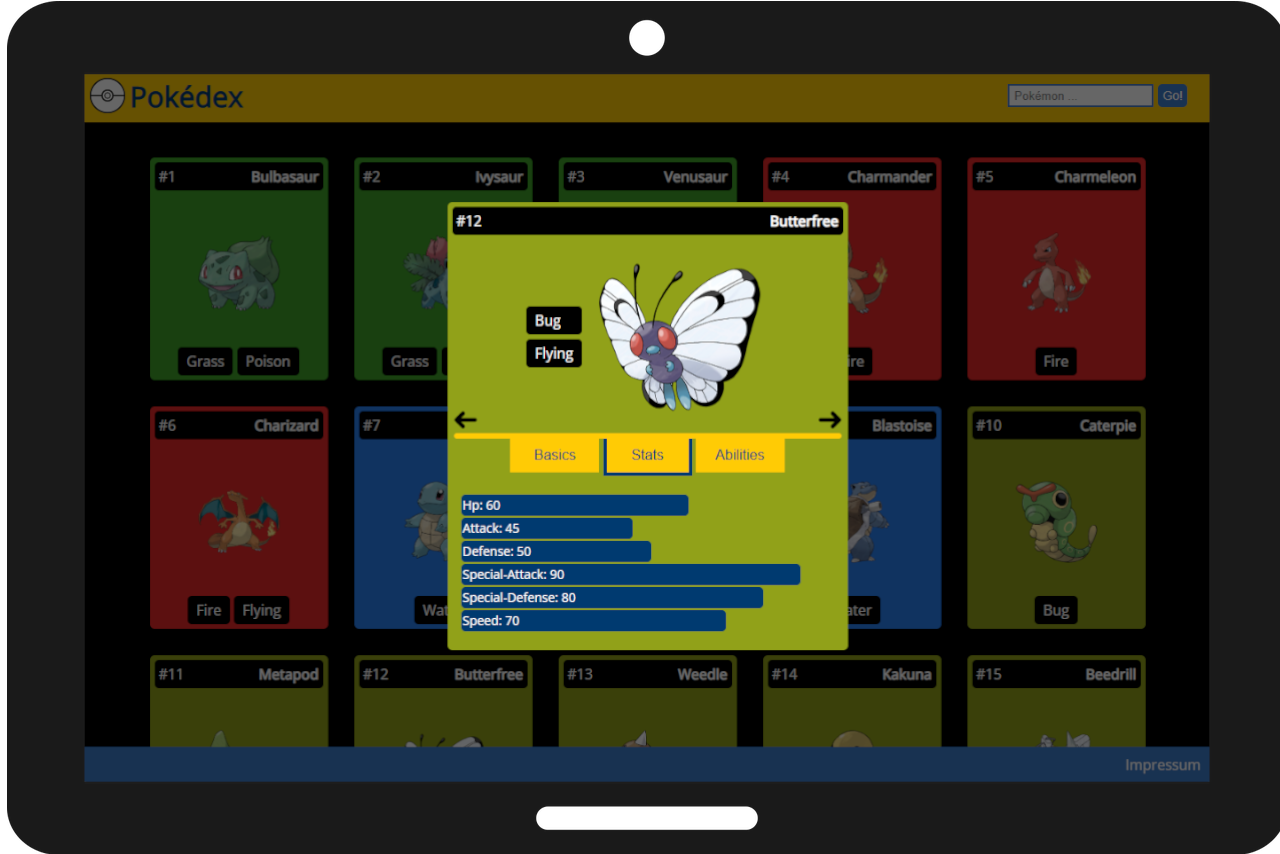 Pokédex
Pokémon ... Go!
#1 Bulbasaur
#2 Ivysaur
#3 Venusaur
#4 Charmander
#5 Charmeleon
Grass Poison
Grass
ire
Fire
#12 Butterfree
Bug
Flying
Basics Stats Abilities
Hp: 60
Attack: 45
Defense: 50
Special-Attack: 90
Special-Defense: 80
Speed: 70
#6 Charizard
#7
Blastoise
#10 Caterpie
Fire Flying
Wat
ater
Bug
#11 Metapod
#12 Butterfree
#13 Weedle
#14 Kakuna
#15 Beedrill
Impressum